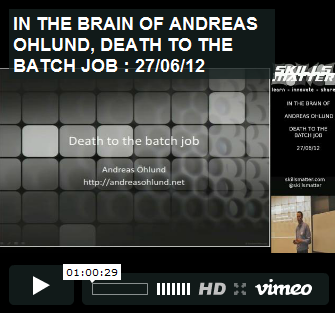 IN THE BRAIN OF ANDREAS
OHLUND, DEATH TO THE
BATCH JOB : 27/06/12
Death to the batch job
Andreas Ohlund
http://andreasohlund.net
SKILLS
MATTER
learn - innovate - share
IN THE BRAIN OF
ANDREAS OHLUND
DEATH TO THE
BATCH JOB
27/06/12
skillsmatter.com
@skillsmatter
01:00:29
HD
vimeo